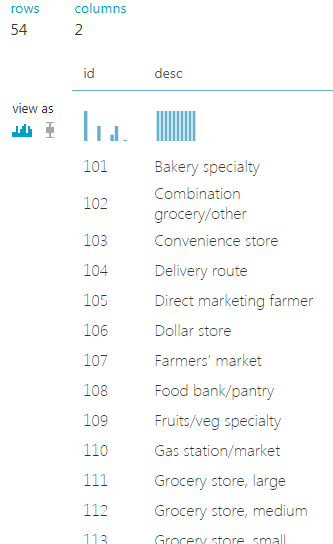 rows columns
54 2
id desc
view as
101 Bakery specialty
102 Combination
grocery/other
103 Convenience store
104 Delivery route
105 Direct marketing farmer
106 Dollar store
107 Farmers’ market
108 Food bank/pantry
109 Fruits/veg specialty
110 Gas station/market
111 Grocery store, large
112 Grocery store, medium
113 Grocery store, small